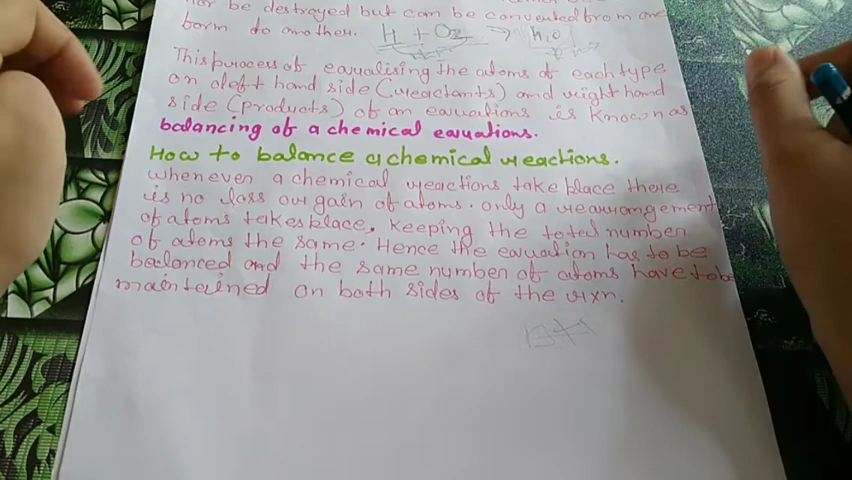 be destroyed but can be converted from one
form to another. H + O2 → h2o
This process of equalising the atoms of each type
on left hand side (reactants) and right hand
side (products) of an equations is known as
balancing of a chemical equations.
How to balance a chemical reactions.
whenever a chemical reactions take place there
is no loss or gain of atoms. only a rearrangement
of atoms takes place, keeping the total number
of atoms the same. Hence the equation has to be
balanced and the same number of atoms have to be
maintained on both sides of the rxn.